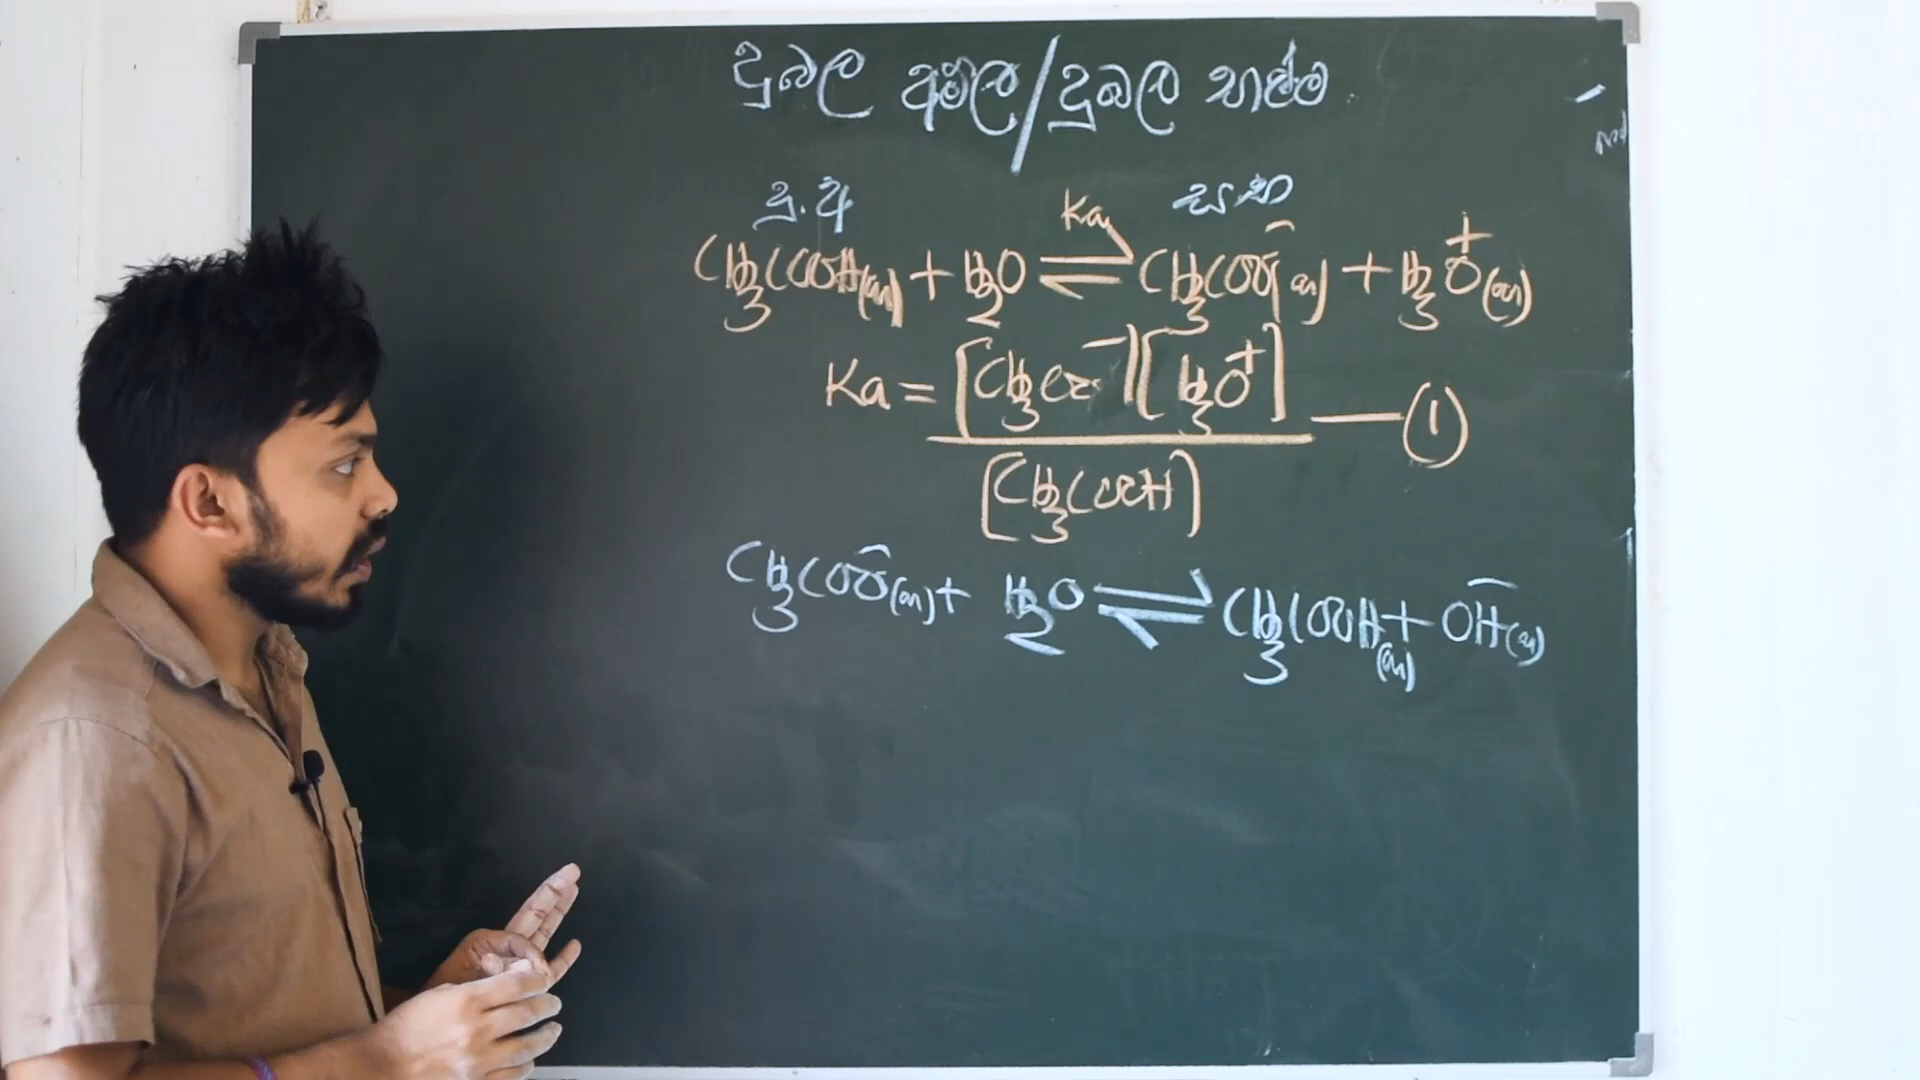 දුබල අම්ල/දුබල භෂ්ම
දු.අ සභ
CH₃COOH(aq) + H₂O ⇌ Ka CH₃COO⁻(aq) + H₃O⁺(aq)
Ka = [CH₃COO⁻][H₃O⁺] — (1)
[CH₃COOH]
CH₃COO⁻(aq) + H₂O ⇌ CH₃COOH(aq) + OH⁻(aq)